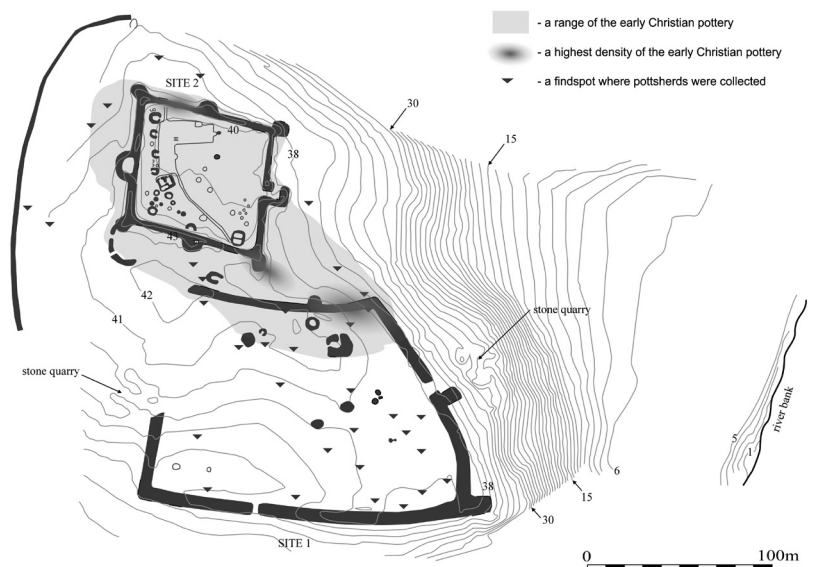 - a range of the early Christian pottery
- a highest density of the early Christian pottery
- a findspot where pottsherds were collected
SITE 2
30
40
15
38
43
42
41
stone quarry
stone quarry
river bank
5
1
6
38
15
30
SITE 1
0
100m